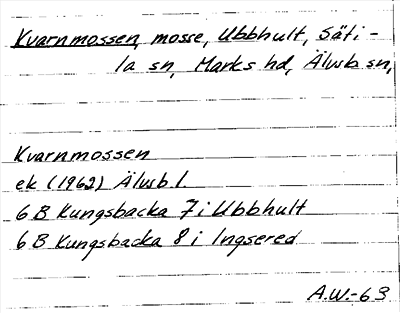 Kvarnmossen, mosse, Ubbhult, Säti-
la sn, Marks hd, Älvsb. sn,
Kvarnmossen
ek (1962) Älvsb l.
6 B Kungsbacka 7 i Ubbhult
6 B Kungsbacka 8 i Ingsered
A.W.-63